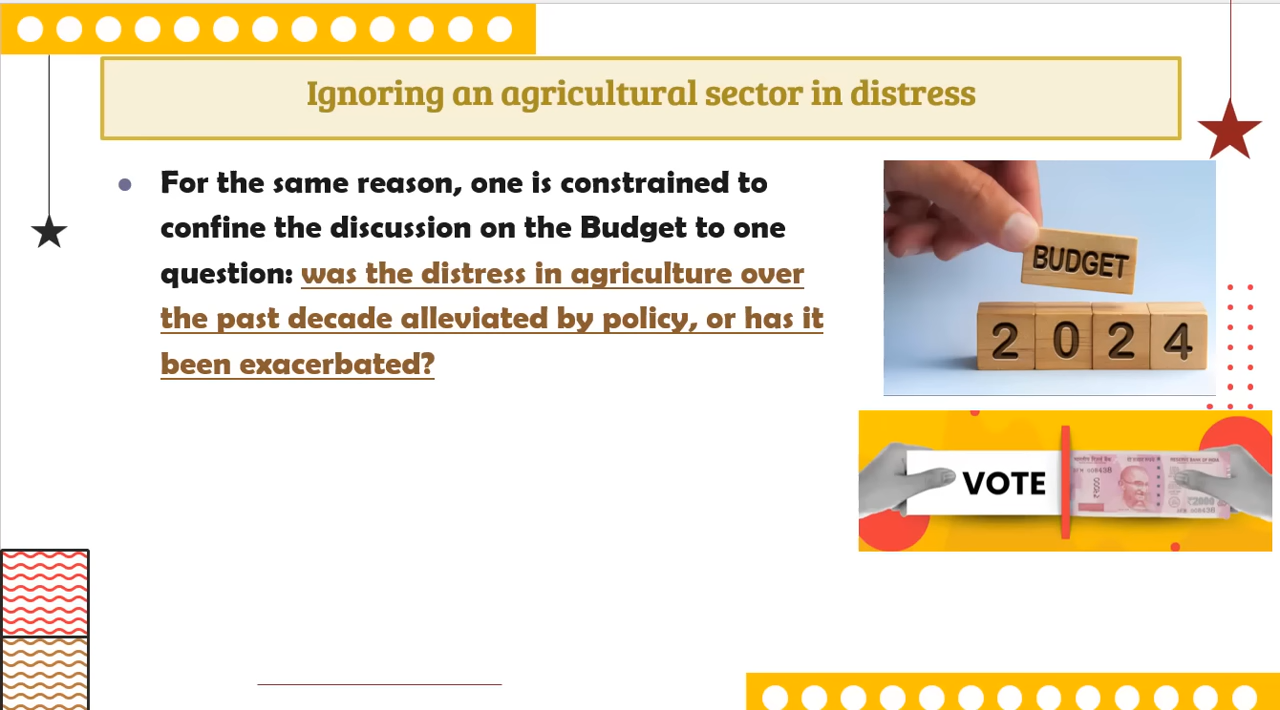 Ignoring an agricultural sector in distress
● For the same reason, one is constrained to
confine the discussion on the Budget to one
question: was the distress in agriculture over
the past decade alleviated by policy, or has it
been exacerbated?
BUDGET
2024
VOTE